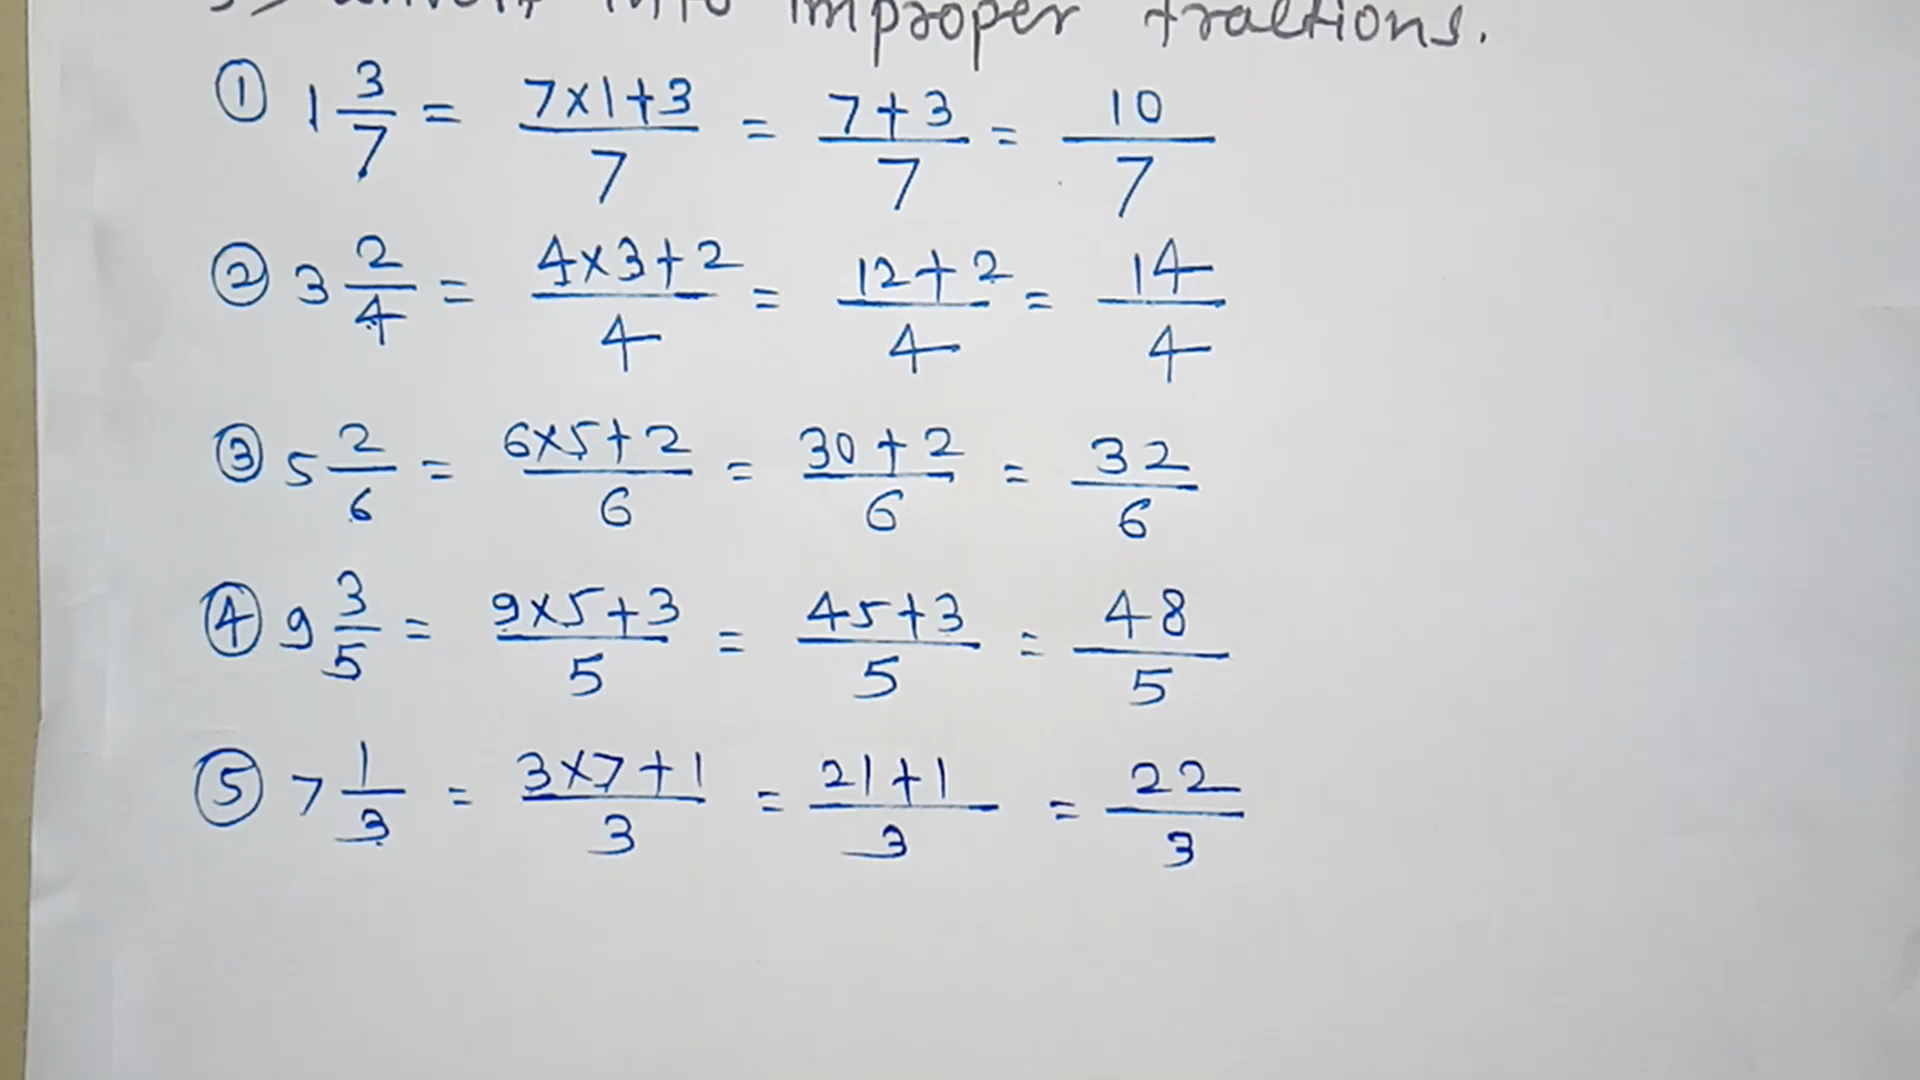 into improper fractions.
① 1 3/7 = 7×1+3/7 = 7+3/7 = 10/7
② 3 2/4 = 4×3+2/4 = 12+2/4 = 14/4
③ 5 2/6 = 6×5+2/6 = 30+2/6 = 32/6
④ 9 3/5 = 9×5+3/5 = 45+3/5 = 48/5
⑤ 7 1/3 = 3×7+1/3 = 21+1/3 = 22/3